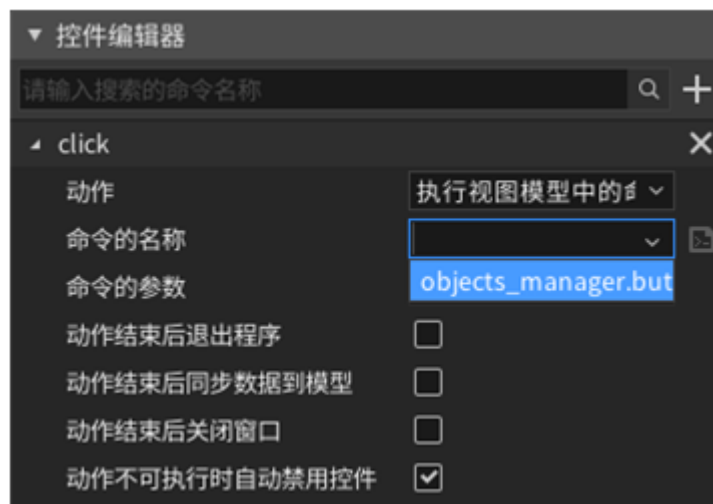 控件编辑器
请输入搜索的命令名称
click
动作 执行视图模型中的
命令的名称
命令的参数 objects_manager.but
动作结束后退出程序
动作结束后同步数据到模型
动作结束后关闭窗口
动作不可执行时自动禁用控件